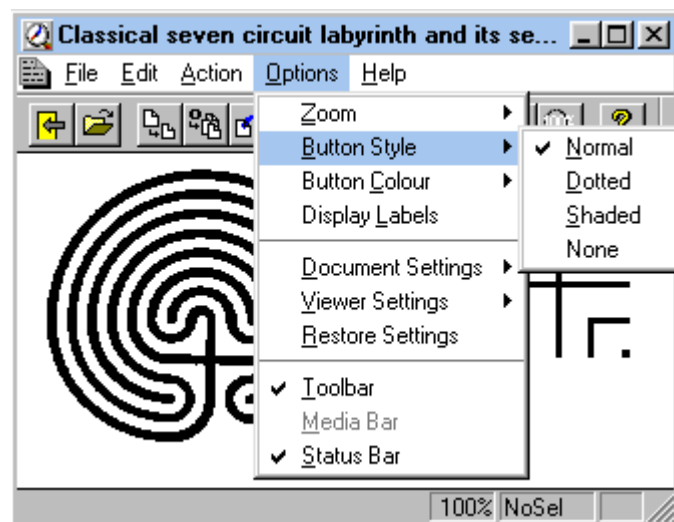 Classical seven circuit labyrinth and its se...
File Edit Action Options Help
Zoom
Button Style
Button Colour
Display Labels
Document Settings
Viewer Settings
Restore Settings
Toolbar
Media Bar
Status Bar
Normal
Dotted
Shaded
None
100% NoSel